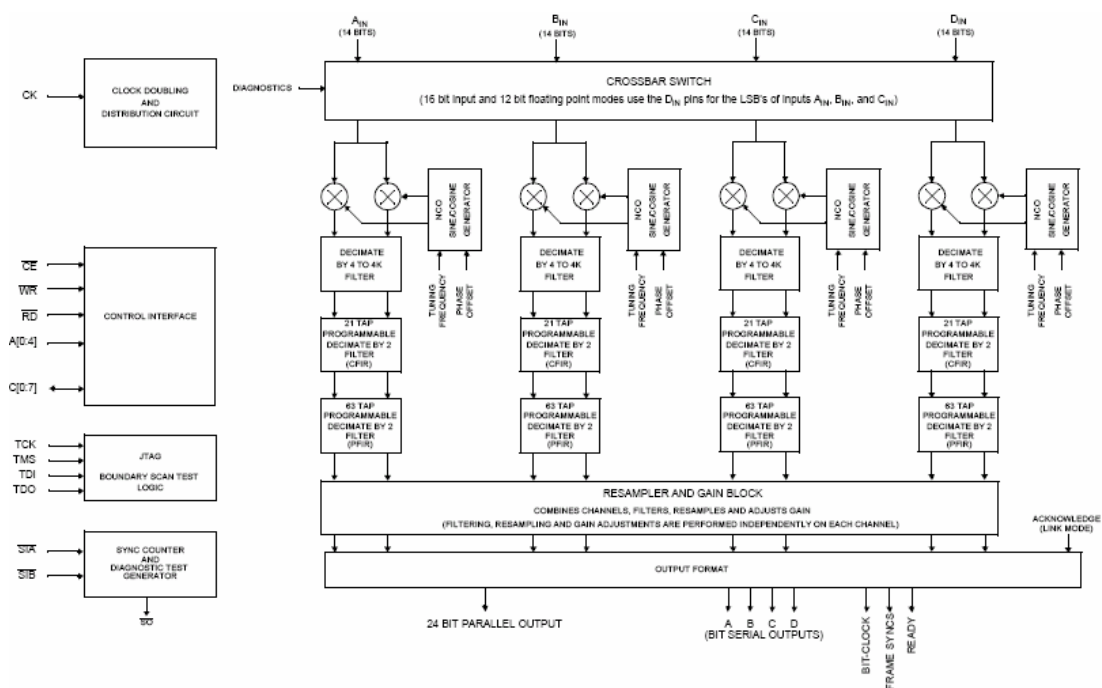 A_IN
(14 BITS)
B_IN
(14 BITS)
C_IN
(14 BITS)
D_IN
(14 BITS)
CK
CLOCK DOUBLING
AND
DISTRIBUTION CIRCUIT
DIAGNOSTICS
CROSSBAR SWITCH
(16 bit input and 12 bit floating point modes use the D_IN pins for the LSB's of inputs A_IN, B_IN, and C_IN)
NCO
SINE/COSINE
GENERATOR
NCO
SINE/COSINE
GENERATOR
NCO
SINE/COSINE
GENERATOR
NCO
SINE/COSINE
GENERATOR
CE
WR
RD
A[0:4]
C[0:7]
CONTROL INTERFACE
DECIMATE
BY 4 TO 4K
FILTER
DECIMATE
BY 4 TO 4K
FILTER
DECIMATE
BY 4 TO 4K
FILTER
DECIMATE
BY 4 TO 4K
FILTER
TUNING
FREQUENCY
PHASE
OFFSET
TUNING
FREQUENCY
PHASE
OFFSET
TUNING
FREQUENCY
PHASE
OFFSET
TUNING
FREQUENCY
PHASE
OFFSET
21 TAP
PROGRAMMABLE
DECIMATE BY 2
FILTER
(CFIR)
21 TAP
PROGRAMMABLE
DECIMATE BY 2
FILTER
(CFIR)
21 TAP
PROGRAMMABLE
DECIMATE BY 2
FILTER
(CFIR)
21 TAP
PROGRAMMABLE
DECIMATE BY 2
FILTER
(CFIR)
63 TAP
PROGRAMMABLE
DECIMATE BY 2
FILTER
(PFIR)
63 TAP
PROGRAMMABLE
DECIMATE BY 2
FILTER
(PFIR)
63 TAP
PROGRAMMABLE
DECIMATE BY 2
FILTER
(PFIR)
63 TAP
PROGRAMMABLE
DECIMATE BY 2
FILTER
(PFIR)
TCK
TMS
TDI
TDO
JTAG
BOUNDARY SCAN TEST
LOGIC
RESAMPLER AND GAIN BLOCK
COMBINES CHANNELS, FILTERS, RESAMPLES AND ADJUSTS GAIN
(FILTERING, RESAMPLING AND GAIN ADJUSTMENTS ARE PERFORMED INDEPENDENTLY ON EACH CHANNEL)
ACKNOWLEDGE
(LINK MODE)
SIA
SIB
SYNC COUNTER
AND
DIAGNOSTIC TEST
GENERATOR
SO
OUTPUT FORMAT
24 BIT PARALLEL OUTPUT
A B C D
(BIT SERIAL OUTPUTS)
BIT-CLOCK
FRAME SYNCS
READY